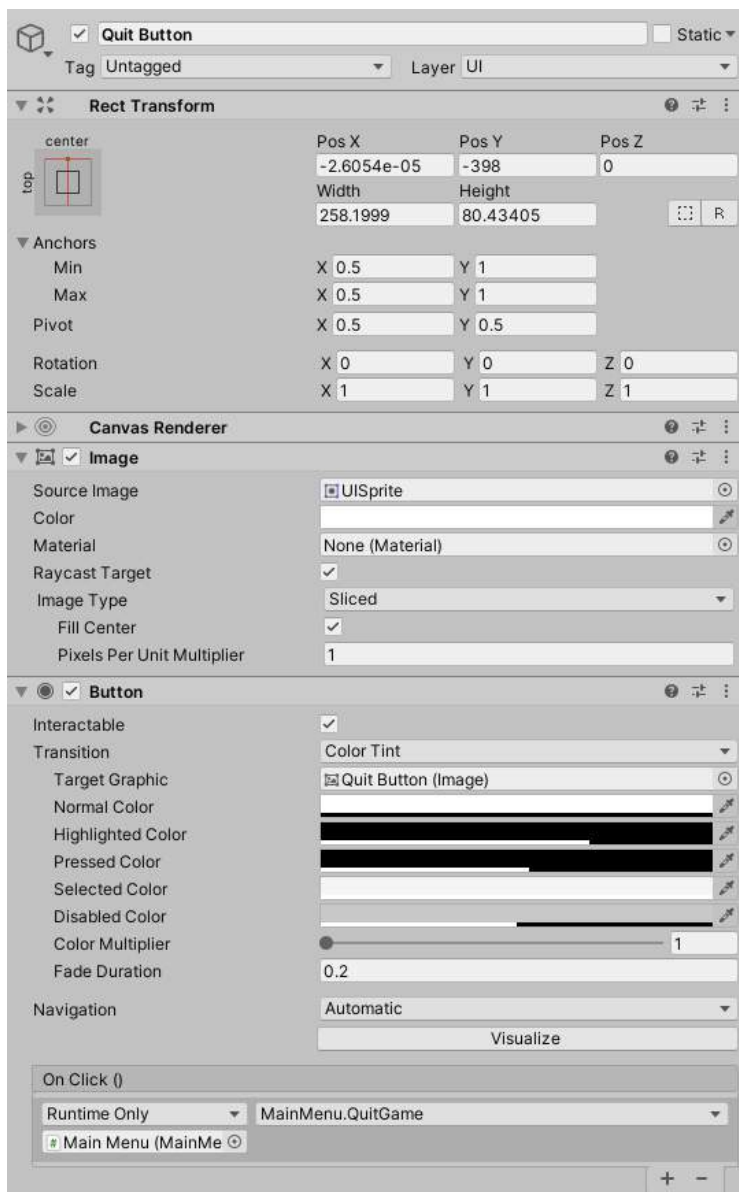 Quit Button Static
Tag Untagged Layer UI
Rect Transform
center Pos X Pos Y Pos Z
top -2.6054e-05 -398 0
Width Height
258.1999 80.43405 R
Anchors
Min X 0.5 Y 1
Max X 0.5 Y 1
Pivot X 0.5 Y 0.5
Rotation X 0 Y 0 Z 0
Scale X 1 Y 1 Z 1
Canvas Renderer
Image
Source Image UISprite
Color
Material None (Material)
Raycast Target
Image Type Sliced
Fill Center
Pixels Per Unit Multiplier 1
Button
Interactable
Transition Color Tint
Target Graphic Quit Button (Image)
Normal Color
Highlighted Color
Pressed Color
Selected Color
Disabled Color
Color Multiplier 1
Fade Duration 0.2
Navigation Automatic
Visualize
On Click ()
Runtime Only MainMenu.QuitGame
# Main Menu (MainMe
+ −